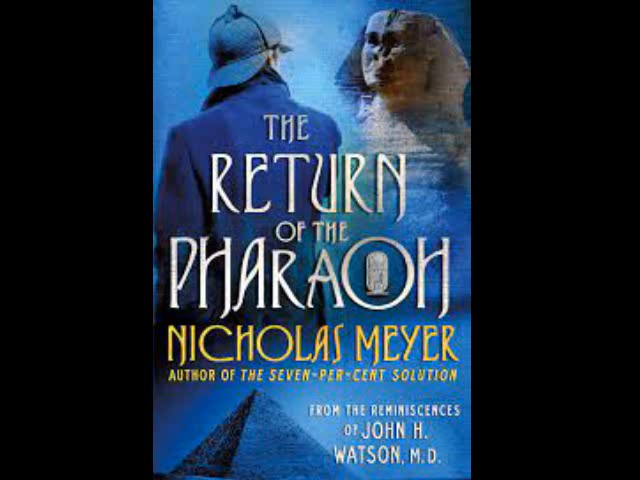 THE
RETURN
OF THE
PHARAOH
NICHOLAS MEYER
AUTHOR OF THE SEVEN-PER-CENT SOLUTION
FROM THE REMINISCENCES
OF JOHN H.
WATSON, M.D.